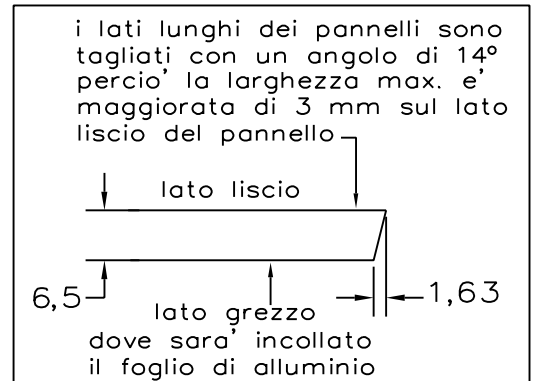 i lati lunghi dei pannelli sono
tagliati con un angolo di 14°
percio' la larghezza max. e'
maggiorata di 3 mm sul lato
liscio del pannello
lato liscio
6,5
1,63
lato grezzo
dove sara' incollato
il foglio di alluminio